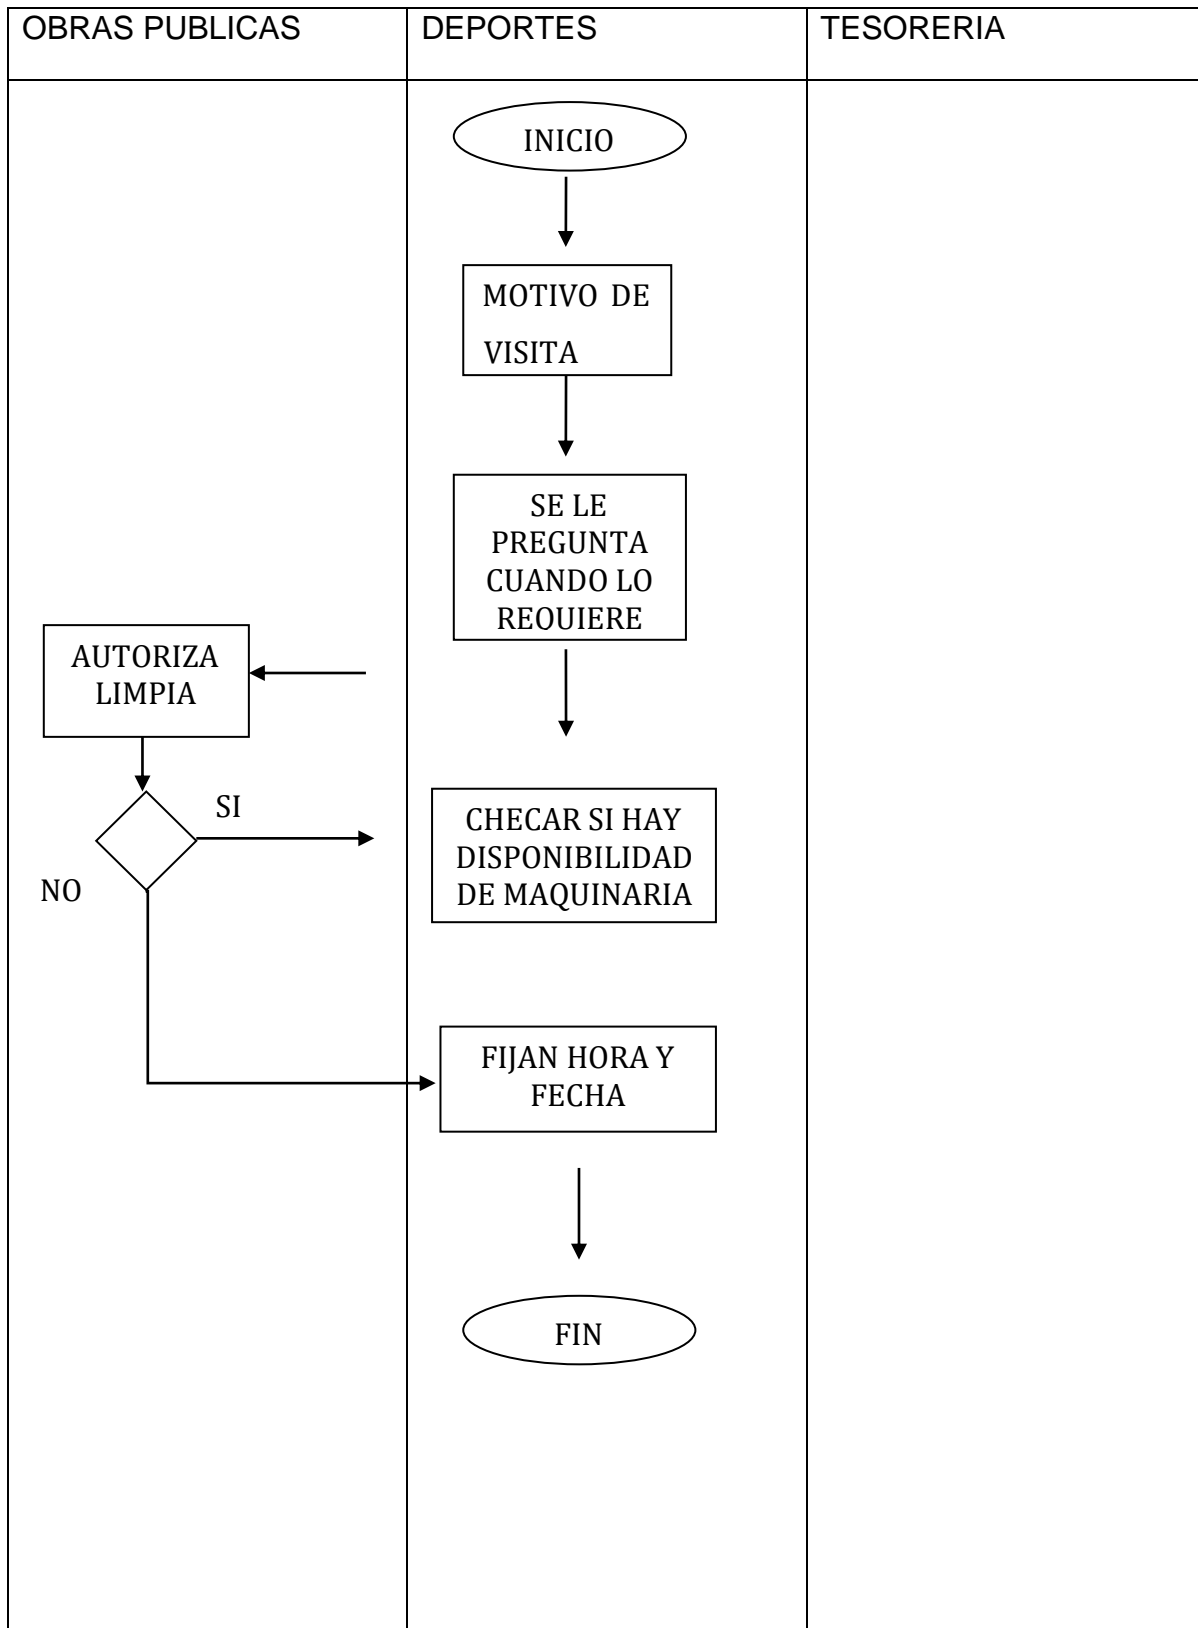 OBRAS PUBLICAS
DEPORTES
TESORERIA
INICIO
MOTIVO DE
VISITA
SE LE
PREGUNTA
CUANDO LO
REQUIERE
AUTORIZA
LIMPIA
SI
NO
CHECAR SI HAY
DISPONIBILIDAD
DE MAQUINARIA
FIJAN HORA Y
FECHA
FIN